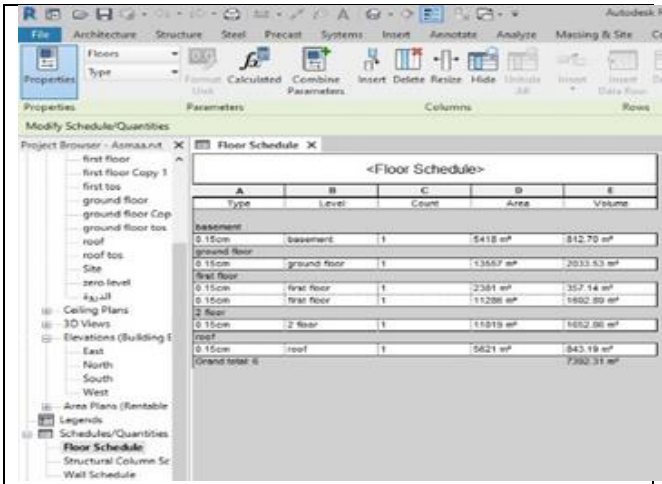 Autodesk R
File Architecture Structure Steel Precast Systems Insert Annotate Analyze Massing & Site Co
Properties Floors Type Format Unit Calculated Combine Parameters Insert Delete Resize Hide Unhide All Insert Insert Data Row
Properties Parameters Columns Rows
Modify Schedule/Quantities
Project Browser - Asmaa.rvt X Floor Schedule X
first floor
first floor Copy 1
first tos
ground floor
ground floor Cop
ground floor tos
roof
roof tos
Site
zero level
الدروة
Ceiling Plans
3D Views
Elevations (Building E
East
North
South
West
Area Plans (Rentable
Legends
Schedules/Quantities
Floor Schedule
Structural Column Sc
Wall Schedule
<Floor Schedule>
A B C D E
Type Level Count Area Volume
basement
0.15cm basement 1 5418 m² 812.70 m³
ground floor
0.15cm ground floor 1 13557 m² 2033.53 m³
first floor
0.15cm first floor 1 2381 m² 357.14 m³
0.15cm first floor 1 11286 m² 1692.89 m³
2 floor
0.15cm 2 floor 1 11019 m² 1652.86 m³
roof
0.15cm roof 1 5621 m² 843.19 m³
Grand total: 6 7392.31 m³